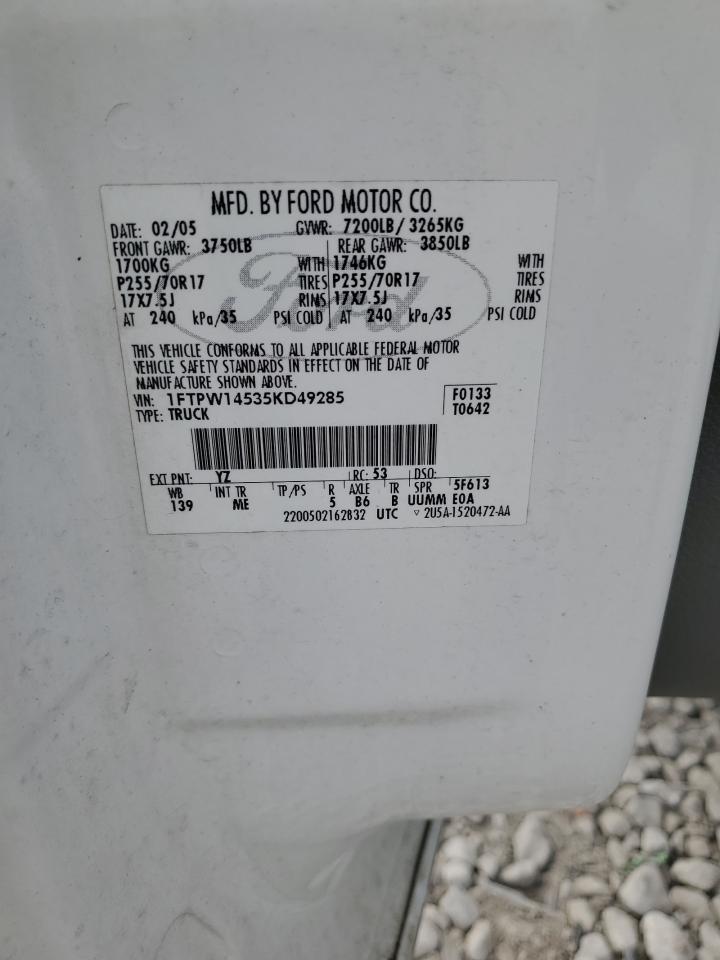 MFD. BY FORD MOTOR CO.
DATE: 02/05 GVWR: 7200LB / 3265KG
FRONT GAWR: 3750LB REAR GAWR: 3850LB
1700KG WITH 1746KG WITH
P255/70R17 TIRES P255/70R17 TIRES
17X7.5J RIMS 17X7.5J RIMS
AT 240 kPa/35 PSI COLD AT 240 kPa/35 PSI COLD
Ford
THIS VEHICLE CONFORMS TO ALL APPLICABLE FEDERAL MOTOR
VEHICLE SAFETY STANDARDS IN EFFECT ON THE DATE OF
MANUFACTURE SHOWN ABOVE.
VIN: 1FTPW14535KD49285 F0133
TYPE: TRUCK T0642
EXT PNT: YZ RC: 53 DSO:
WB INT TR TP/PS R AXLE TR SPR 5F613
139 ME 5 B6 B UUMM E0A
2200502162832 UTC ▽ 2U5A-1520472-AA